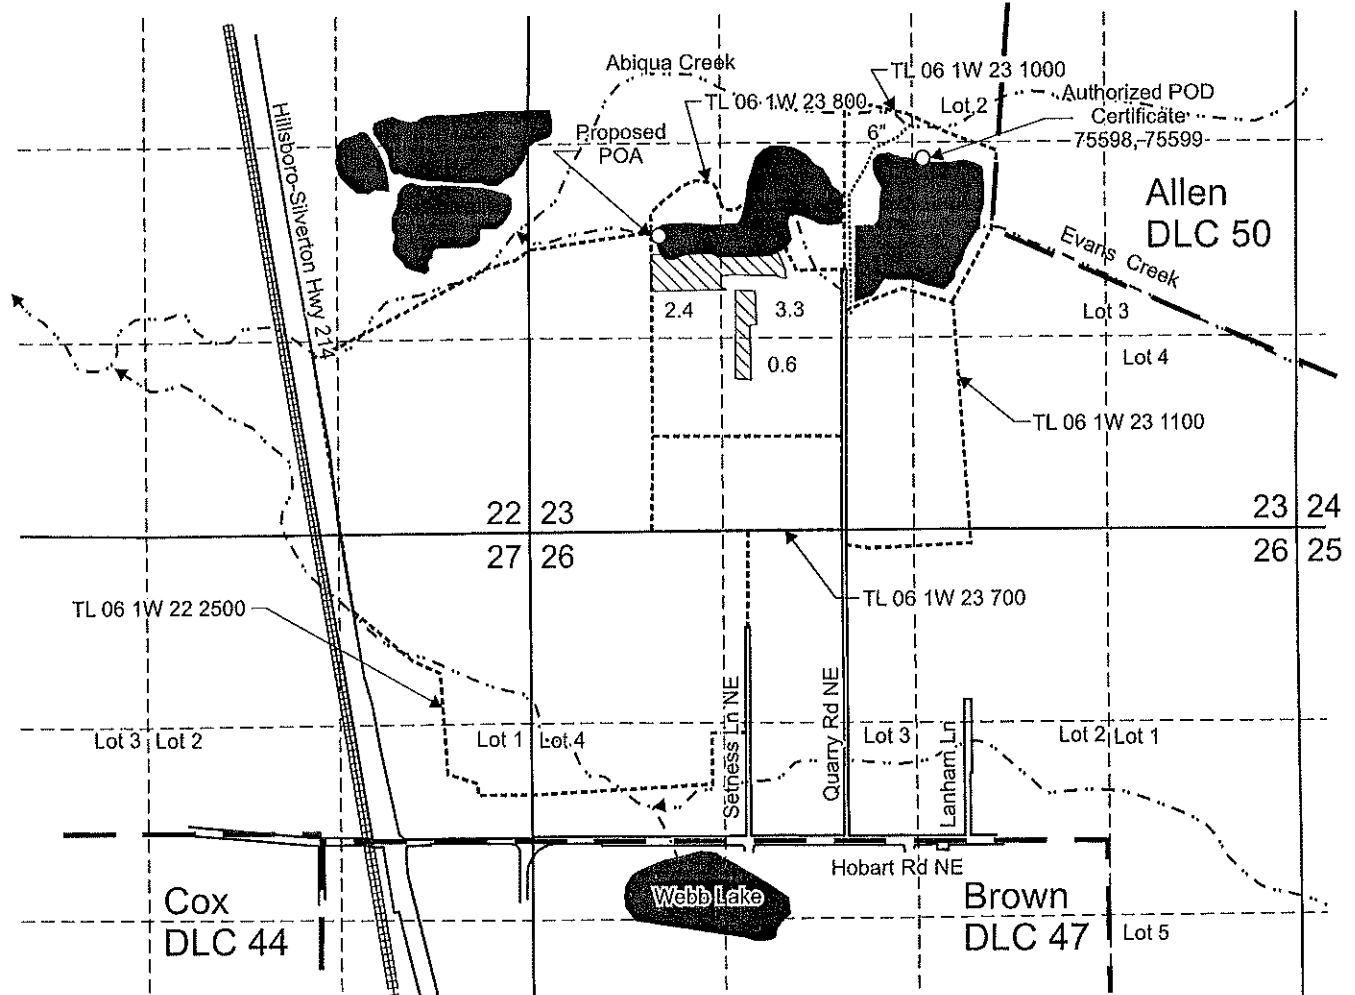 Abiqua Creek
TL 06 1W 23 1000
TL 06 1W 23 800
Lot 2
Authorized POD
Certificate
75598, 75599
Proposed
POA
6"
Hillsboro-Silverton Hwy 214
Allen
DLC 50
Evans Creek
2.4
3.3
Lot 3
Lot 4
0.6
TL 06 1W 23 1100
22
23
23
24
27
26
26
25
TL 06 1W 22 2500
TL 06 1W 23 700
Setness Ln NE
Quarry Rd NE
Lanham Ln
Lot 3
Lot 2
Lot 1
Lot 4
Lot 3
Lot 2
Lot 1
Hobart Rd NE
Cox
DLC 44
Webb Lake
Brown
DLC 47
Lot 5